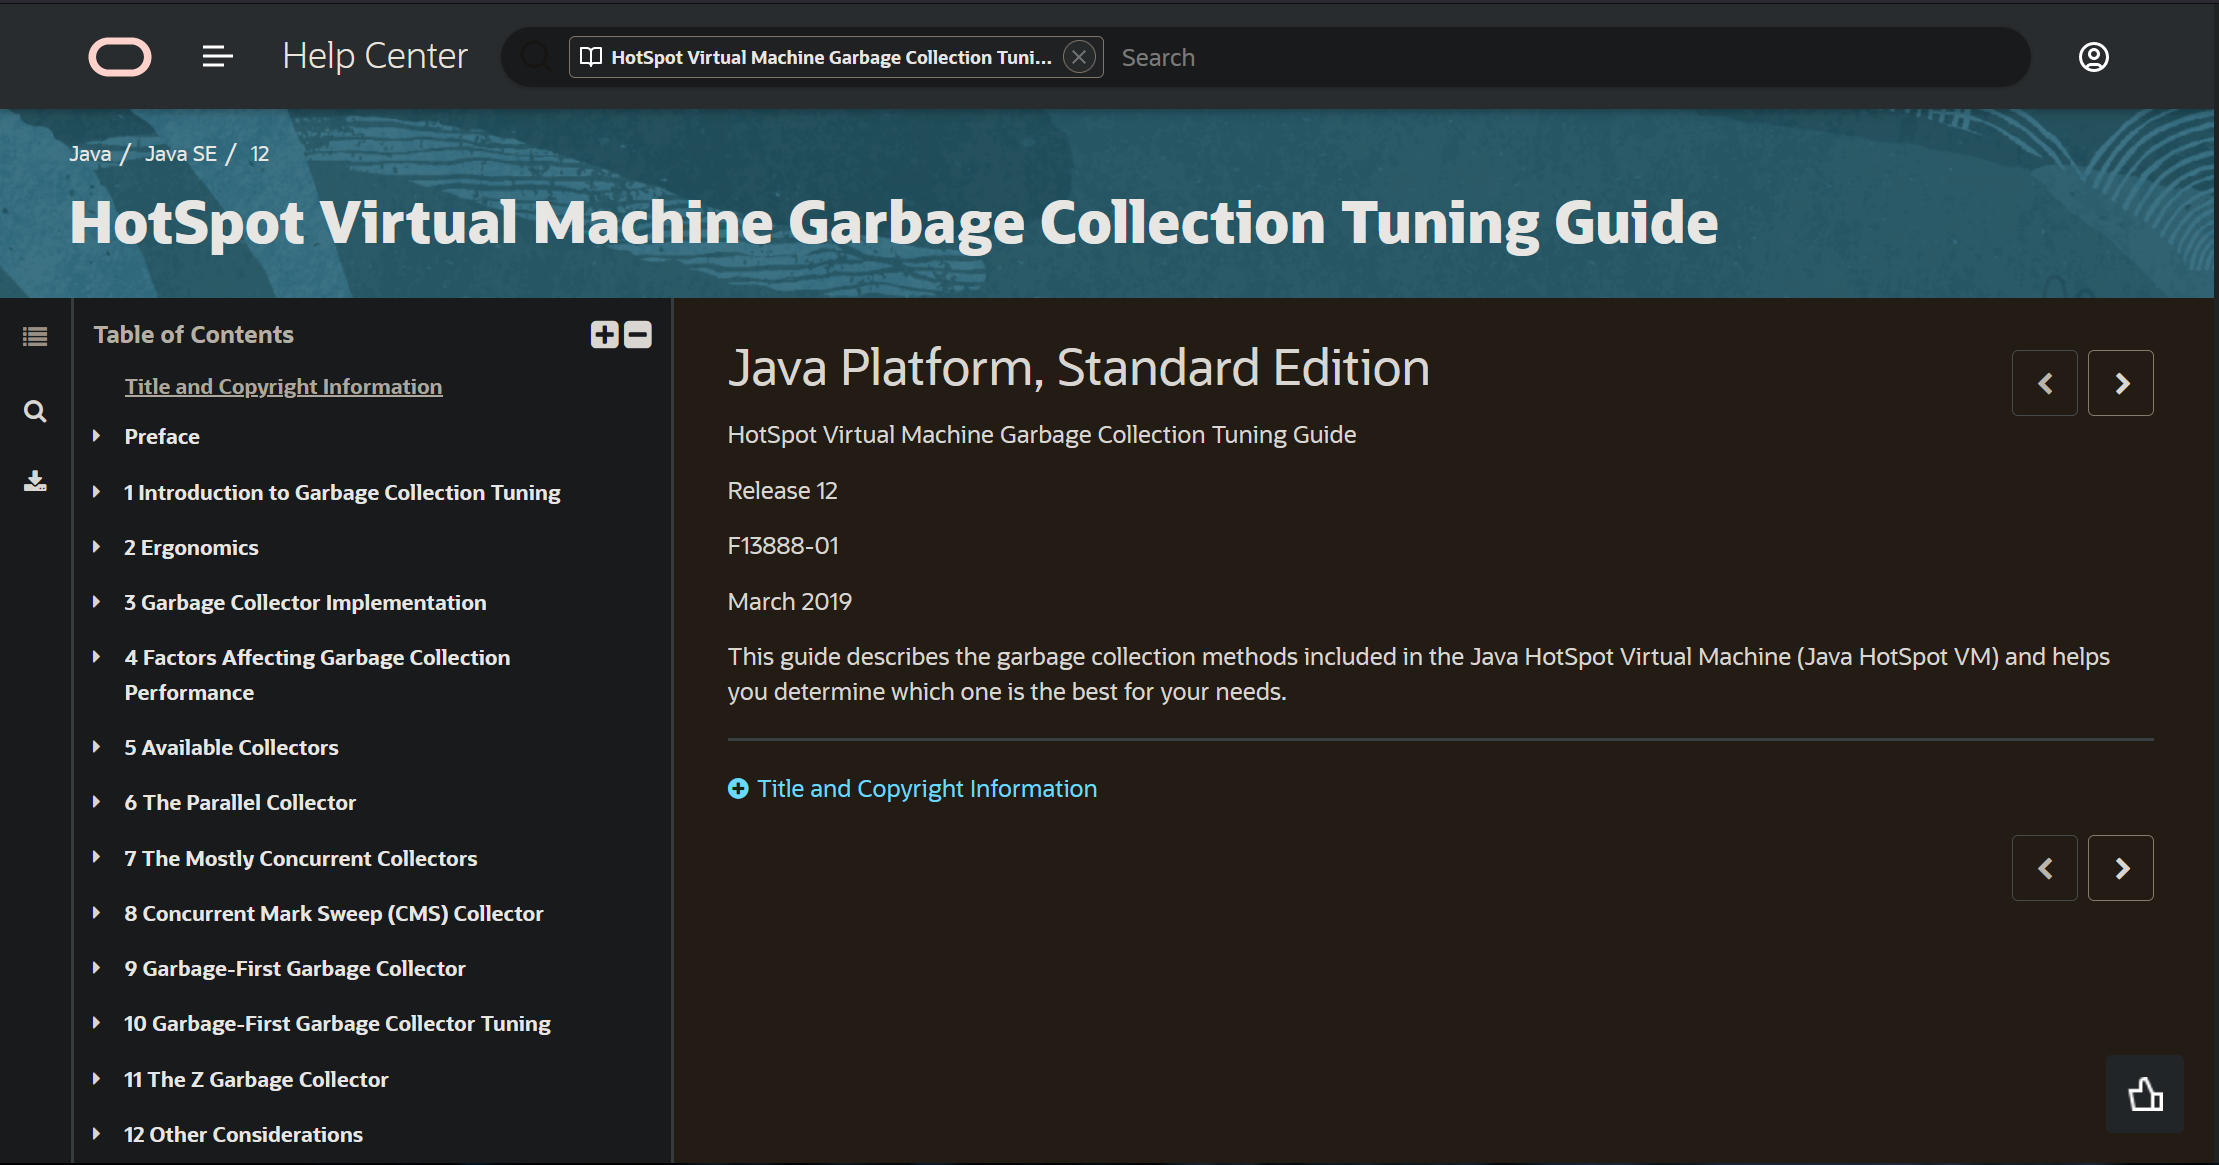 Help Center
HotSpot Virtual Machine Garbage Collection Tuni...
Search
Java / Java SE / 12
HotSpot Virtual Machine Garbage Collection Tuning Guide
Table of Contents
Title and Copyright Information
Preface
1 Introduction to Garbage Collection Tuning
2 Ergonomics
3 Garbage Collector Implementation
4 Factors Affecting Garbage Collection
Performance
5 Available Collectors
6 The Parallel Collector
7 The Mostly Concurrent Collectors
8 Concurrent Mark Sweep (CMS) Collector
9 Garbage-First Garbage Collector
10 Garbage-First Garbage Collector Tuning
11 The Z Garbage Collector
12 Other Considerations
Java Platform, Standard Edition
HotSpot Virtual Machine Garbage Collection Tuning Guide
Release 12
F13888-01
March 2019
This guide describes the garbage collection methods included in the Java HotSpot Virtual Machine (Java HotSpot VM) and helps
you determine which one is the best for your needs.
Title and Copyright Information